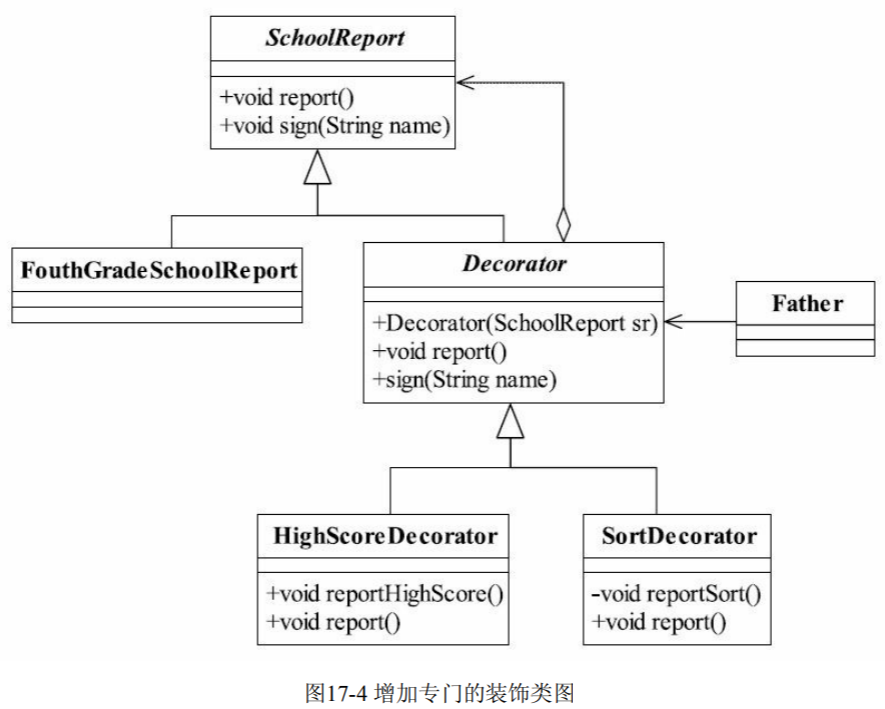 SchoolReport
+void report()
+void sign(String name)
FouthGradeSchoolReport
Decorator
+Decorator(SchoolReport sr)
+void report()
+sign(String name)
Father
HighScoreDecorator
+void reportHighScore()
+void report()
SortDecorator
-void reportSort()
+void report()
图17-4 增加专门的装饰类图